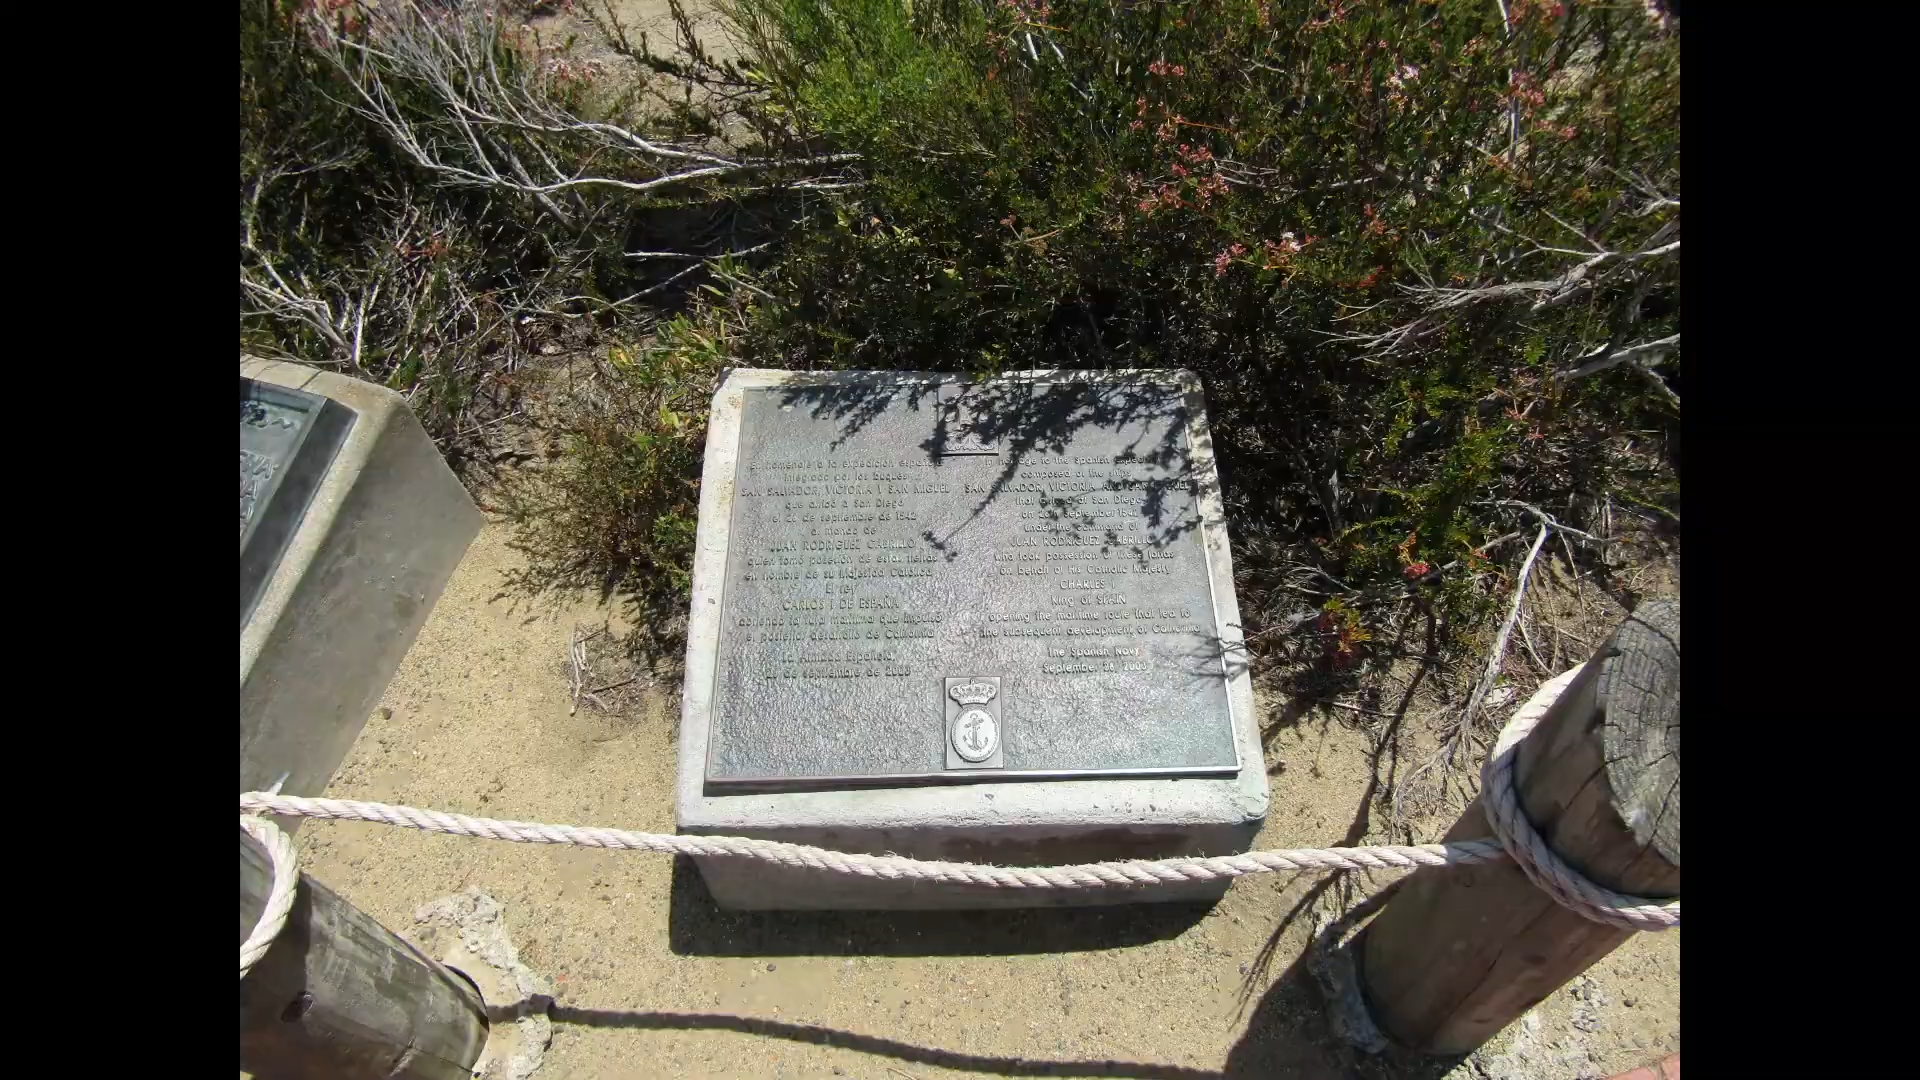 En homenaje a la expedición española
integrada por los buques
SAN SALVADOR, VICTORIA Y SAN MIGUEL
que arribó a San Diego
el 28 de septiembre de 1542
al mando de
JUAN RODRIGUEZ CABRILLO
quien tomó posesión de estas tierras
en nombre de su Majestad Católica
El rey
CARLOS I DE ESPAÑA
abriendo la ruta marítima que impulsó
el posterior desarrollo de California
La Armada Española,
28 de septiembre de 2003
In homage to the Spanish expedition
composed of the ships
SAN SALVADOR, VICTORIA AND SAN MIGUEL
that arrived at San Diego
on 28th September 1542
under the command of
JUAN RODRIGUEZ CABRILLO
who took possession of these lands
on behalf of His Catholic Majesty
CHARLES I
King of SPAIN
opening the maritime route that led to
the subsequent development of California
The Spanish Navy
September 28, 2003